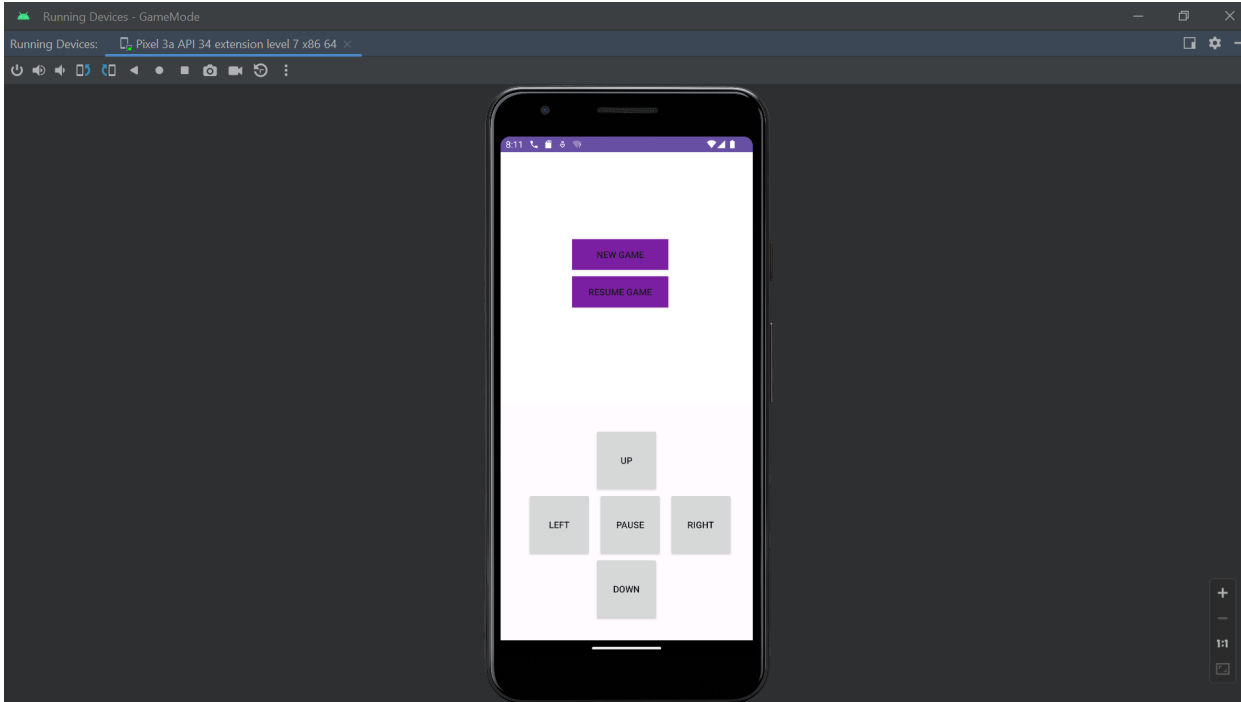 Running Devices - GameMode
Running Devices: Pixel 3a API 34 extension level 7 x86 64
8:11
NEW GAME
RESUME GAME
UP
LEFT PAUSE RIGHT
DOWN
1:1